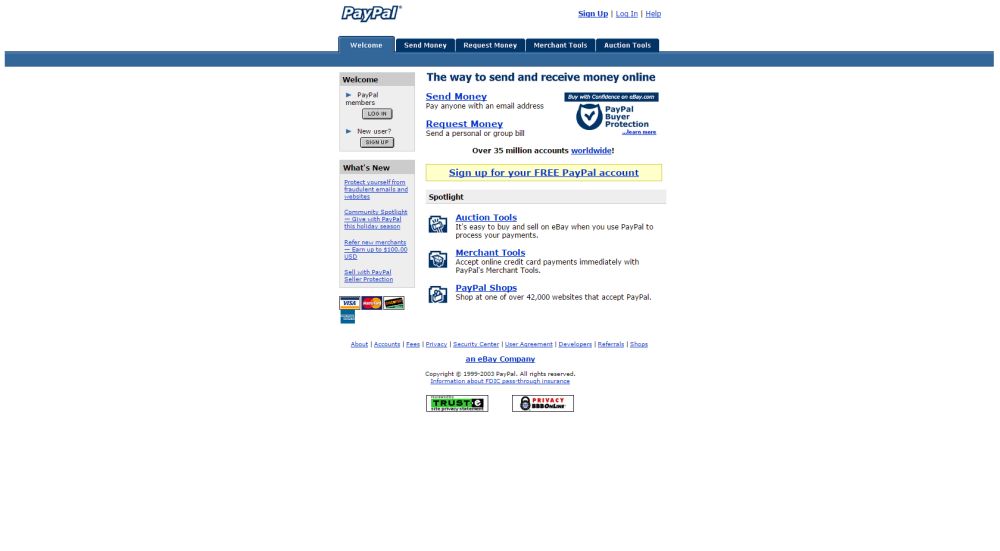 PayPal®
Sign Up | Log In | Help
Welcome
Send Money
Request Money
Merchant Tools
Auction Tools
Welcome
PayPal
members
LOG IN
New user?
SIGN UP
What's New
Protect yourself from
fraudulent emails and
websites
Community Spotlight
— Give with PayPal
this holiday season
Refer new merchants
— Earn up to $100.00
USD
Sell with PayPal
Seller Protection
VISA
MasterCard
The way to send and receive money online
Send Money
Pay anyone with an email address
Request Money
Send a personal or group bill
Buy with Confidence on eBay.com
PayPal
Buyer
Protection
...learn more
Over 35 million accounts worldwide!
Sign up for your FREE PayPal account
Spotlight
Auction Tools
It's easy to buy and sell on eBay when you use PayPal to
process your payments.
Merchant Tools
Accept online credit card payments immediately with
PayPal's Merchant Tools.
PayPal Shops
Shop at one of over 42,000 websites that accept PayPal.
About | Accounts | Fees | Privacy | Security Center | User Agreement | Developers | Referrals | Shops
an eBay Company
Copyright © 1999-2003 PayPal. All rights reserved.
Information about FDIC pass-through insurance
TRUSTe
site privacy statement
PRIVACY
BBBOnLine